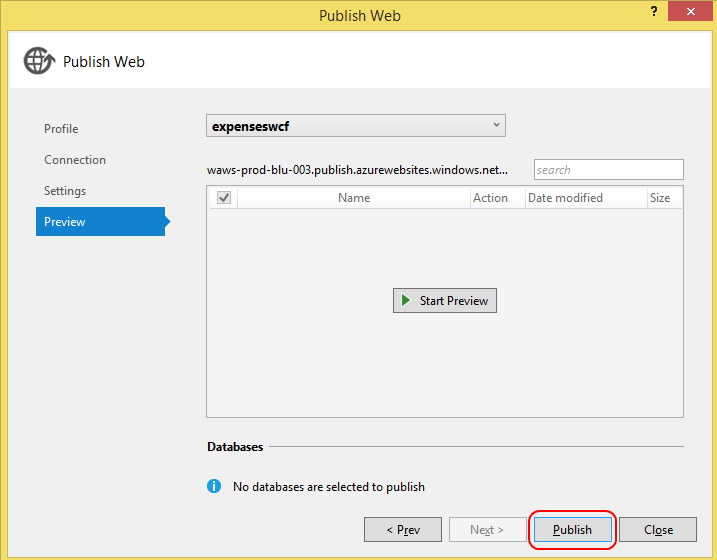 Publish Web
?
Publish Web
Profile
Connection
Settings
Preview
expenseswcf
waws-prod-blu-003.publish.azurewebsites.windows.net...
search
Name Action Date modified Size
Start Preview
Databases
No databases are selected to publish
< Prev Next > Publish Close